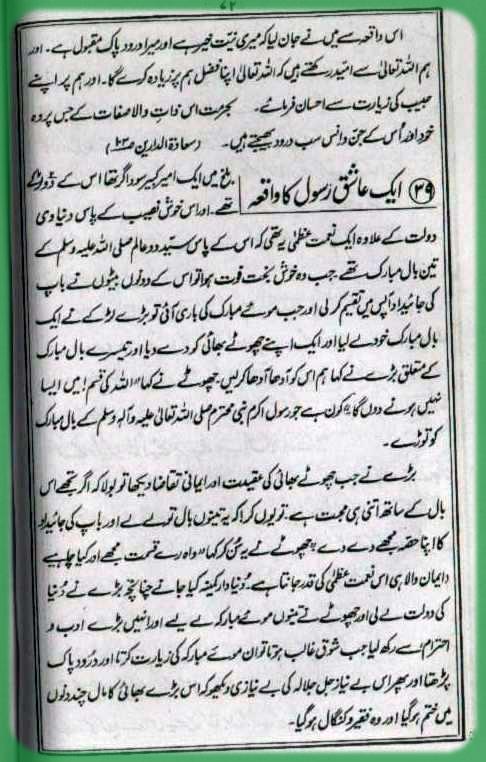 ۷۲
اس واقعہ سے میں نے جان لیا کہ میری نیت خیر ہے اور میرا درود پاک مقبول ہے۔ اور
ہم اللہ تعالیٰ سے امید رکھتے ہیں کہ اللہ تعالیٰ اپنا فضل ہم پر زیادہ کرے گا۔ اور ہم پر اپنے
حبیب کی زیارت سے احسان فرمائے۔ بحرمت اس ذات والا صفات کے جس پر وہ
خود اور اُس کے جن و انس سب درود بھیجتے ہیں۔ (سعادۃ الدارین ص۱۲۳)
۳۹ ایک عاشقِ رسول کا واقعہ
بلخ میں ایک امیر کبیر سوداگر تھا اس کے دو لڑکے
تھے۔ اور اس خوش نصیب کے پاس دنیاوی
دولت کے علاوہ ایک نعمت عظمیٰ یہ تھی کہ اس کے پاس سیّد دو عالم صلی اللہ علیہ وسلم کے
تین بال مبارک تھے۔ جب وہ خوش بخت فوت ہوا تو اس کے دونوں بیٹوں نے باپ
کی جائیداد آپس میں تقسیم کر لی اور جب موئے مبارک کی باری آئی تو بڑے لڑکے نے ایک
بال مبارک خود لے لیا اور ایک اپنے چھوٹے بھائی کو دے دیا اور تیسرے بال مبارک
کے متعلق بڑے نے کہا ہم اس کو آدھا آدھا کر لیں۔ چھوٹے نے کہا "اللہ کی قسم! میں ایسا
نہیں ہونے دوں گا۔ کون ہے جو رسول اکرم نبی محترم صلی اللہ تعالیٰ علیہ وآلہ وسلم کے بال مبارک
کو توڑے۔
بڑے نے جب چھوٹے بھائی کی عقیدت اور ایمانی تقاضا دیکھا تو بولا کہ اگر تجھے اس
بال کے ساتھ اتنی ہی محبت ہے۔ تو یوں کر اکہ یہ تینوں بال تو لے لے اور باپ کی جائیداد
کا اپنا حصّہ مجھے دے دے" چھوٹے نے یہ سُن کر کہا "واہ رے قسمت مجھے اور کیا چاہیے
(ایمان والا ہی اس نعمت عظمیٰ کی قدر جانتا ہے۔ دنیا دار کمینہ کیا جانے چنانچہ بڑے نے دُنیا
کی دولت لے لی اور چھوٹے نے تینوں موئے مبارکہ لے لیے اور انہیں بڑے ادب و
احترام سے رکھ لیا جب شوق غالب ہوتا تو ان موئے مبارکہ کی زیارت کرتا اور درود پاک
پڑھتا اور پھر اس بے نیاز جل جلالہ کی بے نیازی دیکھو کہ اس بڑے بھائی کا مال چند دنوں
میں ختم ہو گیا اور وہ فقیر و کنگال ہو گیا۔